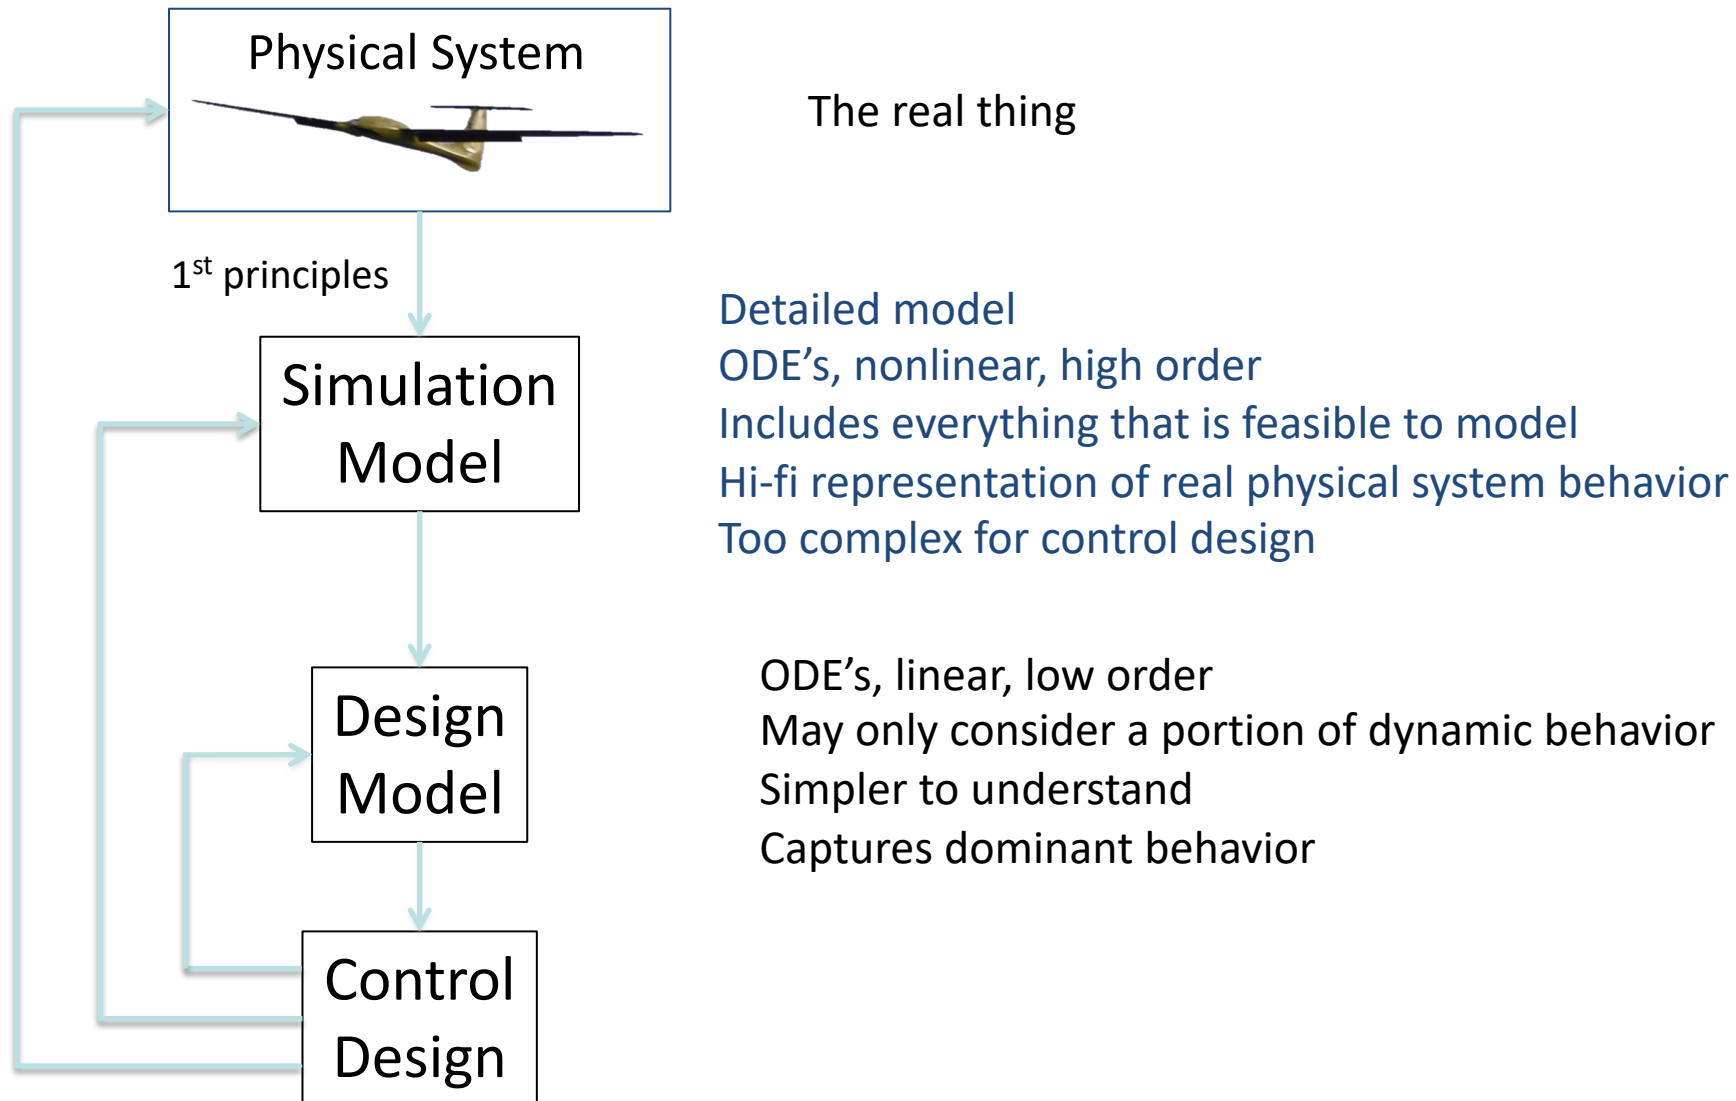 Physical System
The real thing
1st principles
Simulation
Model
Detailed model
ODE’s, nonlinear, high order
Includes everything that is feasible to model
Hi-fi representation of real physical system behavior
Too complex for control design
Design
Model
ODE’s, linear, low order
May only consider a portion of dynamic behavior
Simpler to understand
Captures dominant behavior
Control
Design